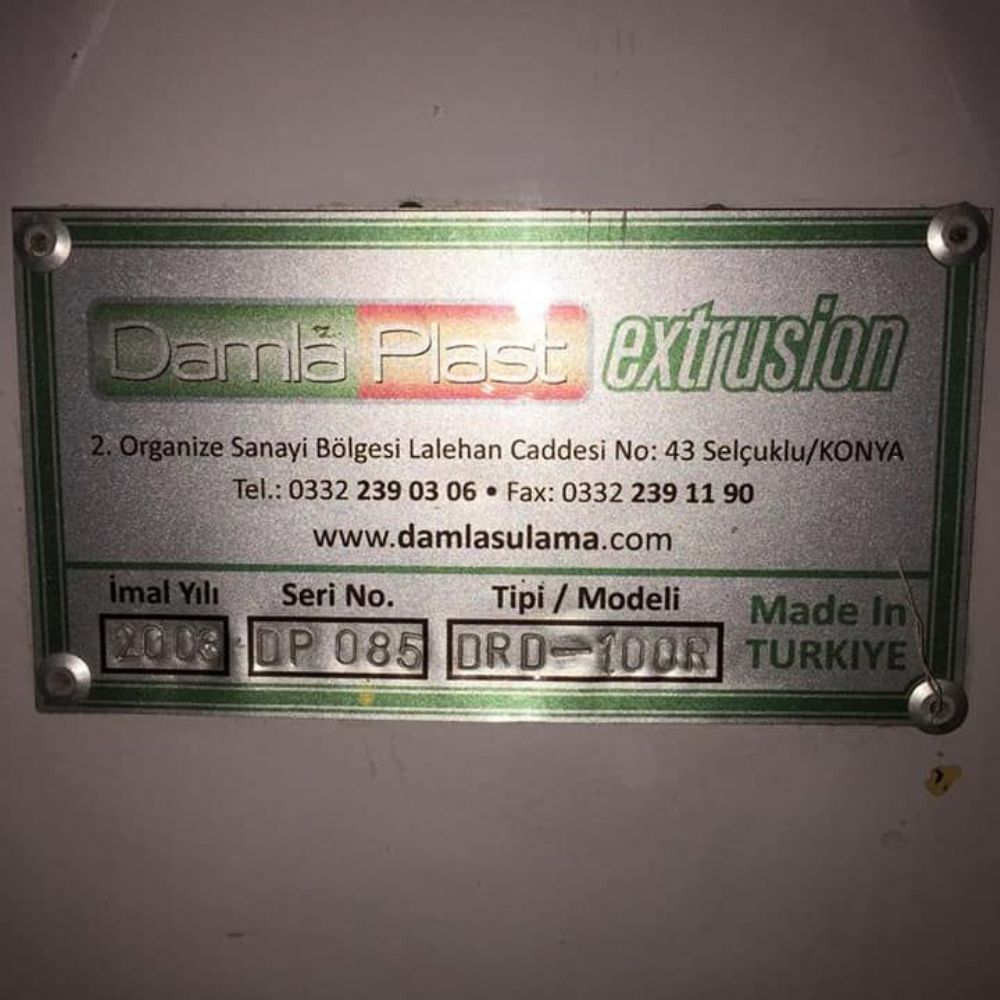 Damla Plast extrusion
2. Organize Sanayi Bölgesi Lalehan Caddesi No: 43 Selçuklu/KONYA
Tel.: 0332 239 03 06 • Fax: 0332 239 11 90
www.damlasulama.com
İmal Yılı Seri No. Tipi / Modeli Made In
DP 085 DRD-100R TURKIYE